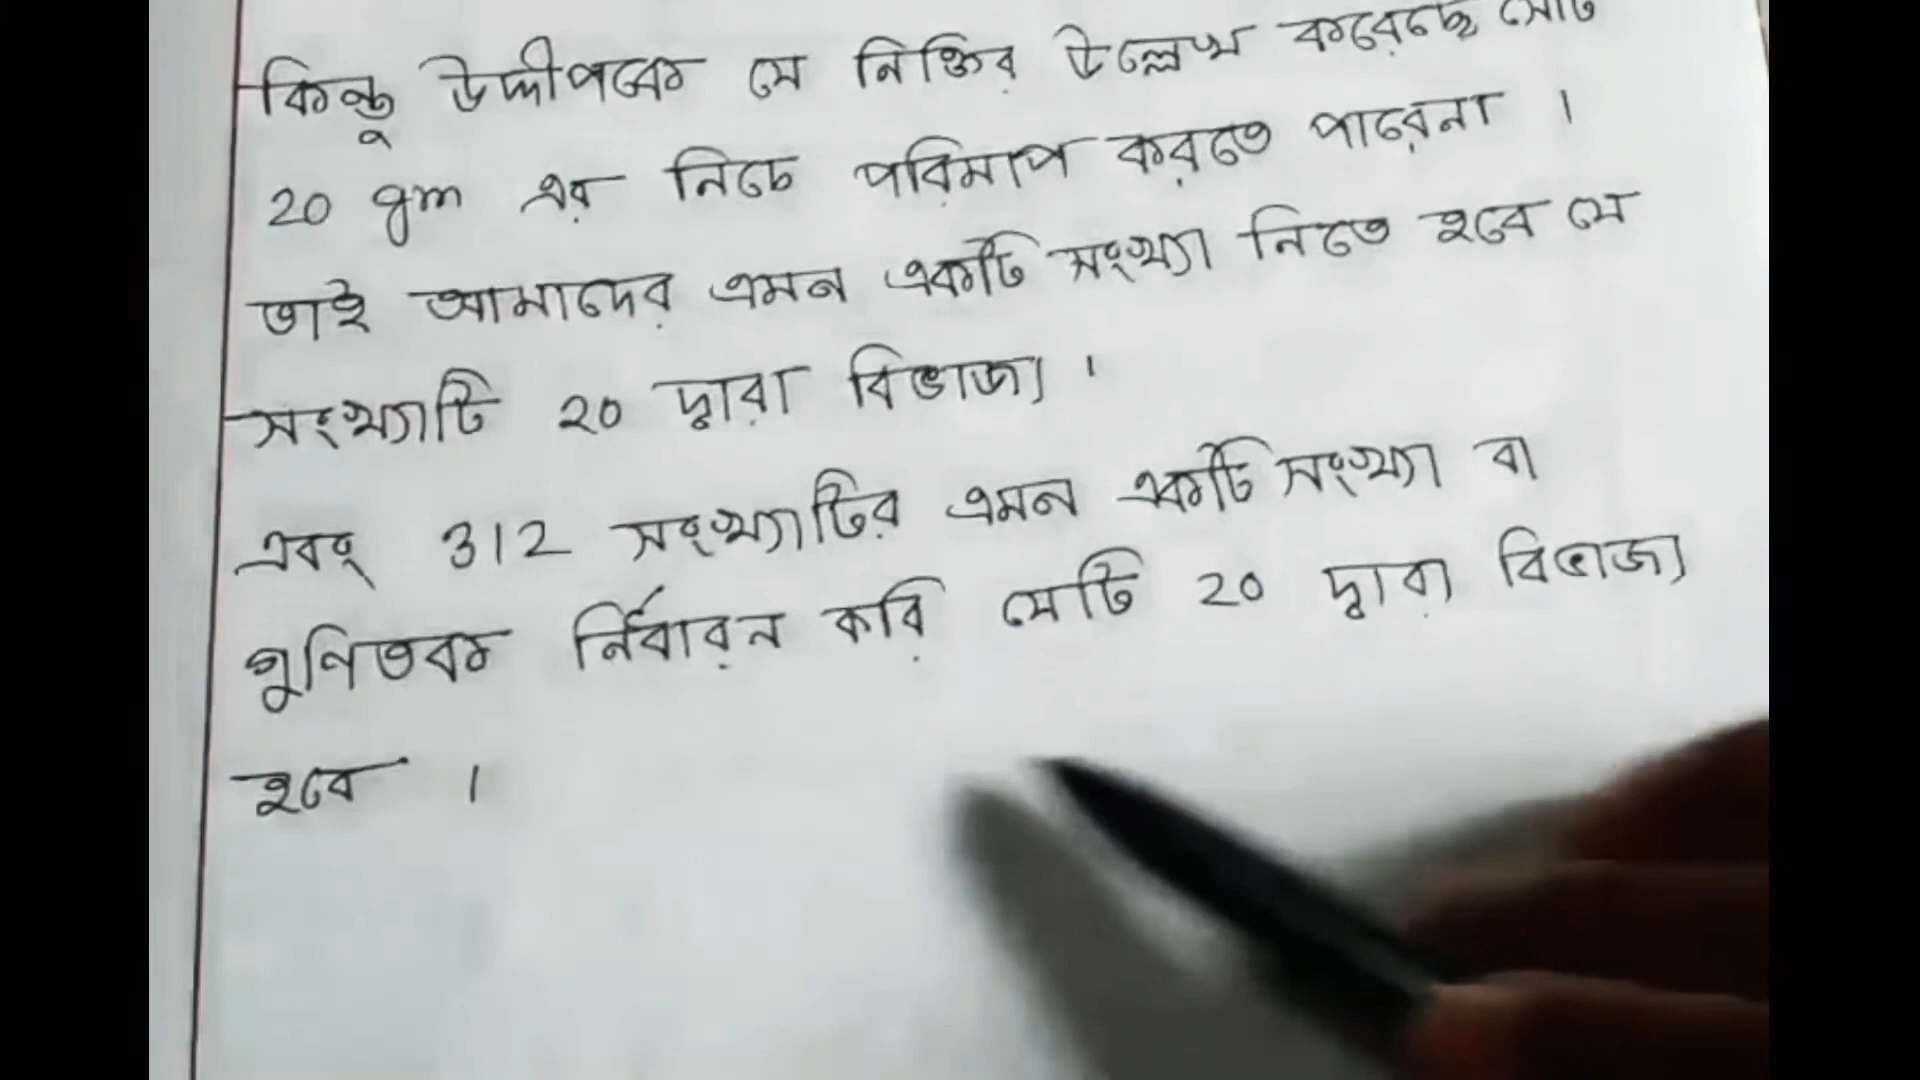 কিন্তু উদ্দীপকে যে নিক্তির উল্লেখ করেছে সেটি
20 gm এর নিচে পরিমাপ করতে পারেনা ।
তাই আমাদের এমন একটি সংখ্যা নিতে হবে যে
সংখ্যাটি ২০ দ্বারা বিভাজ্য ।
এবং 312 সংখ্যাটির এমন একটি সংখ্যা বা
গুণিতক র্নিবারন করি যেটি 20 দ্বারা বিভাজ্য
হবে ।